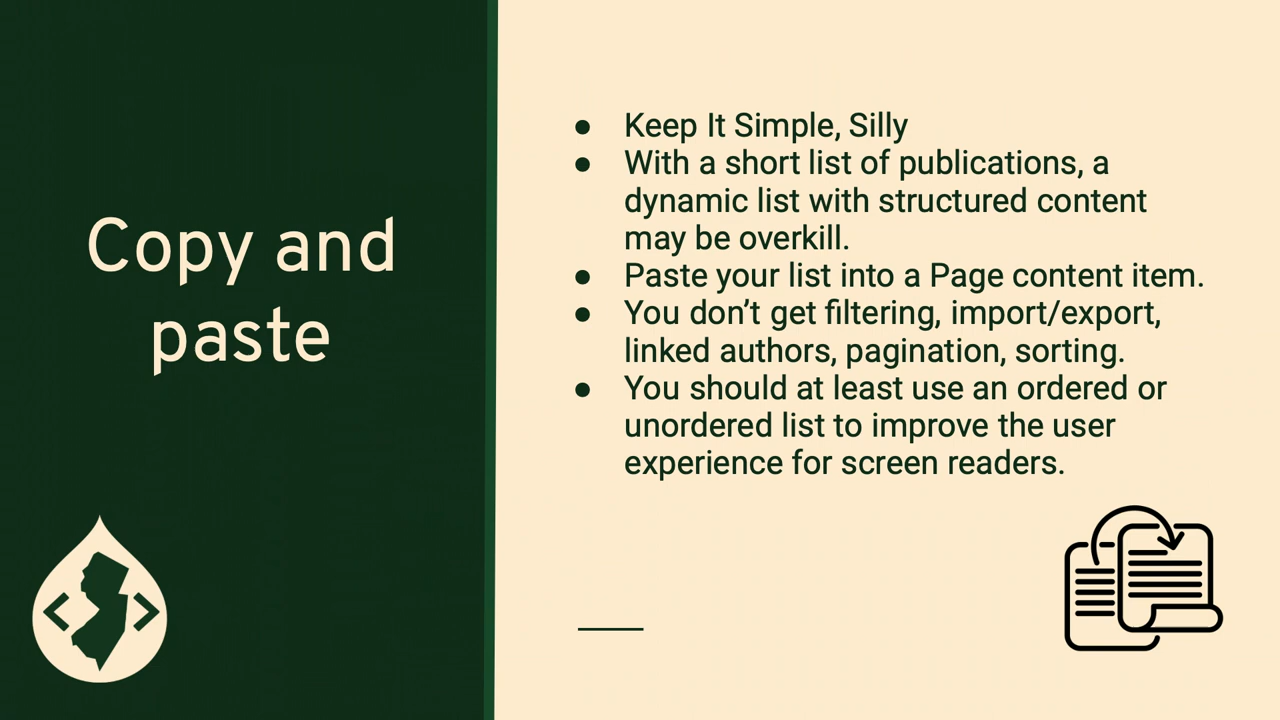 Copy and
paste
● Keep It Simple, Silly
● With a short list of publications, a
dynamic list with structured content
may be overkill.
● Paste your list into a Page content item.
● You don’t get filtering, import/export,
linked authors, pagination, sorting.
● You should at least use an ordered or
unordered list to improve the user
experience for screen readers.